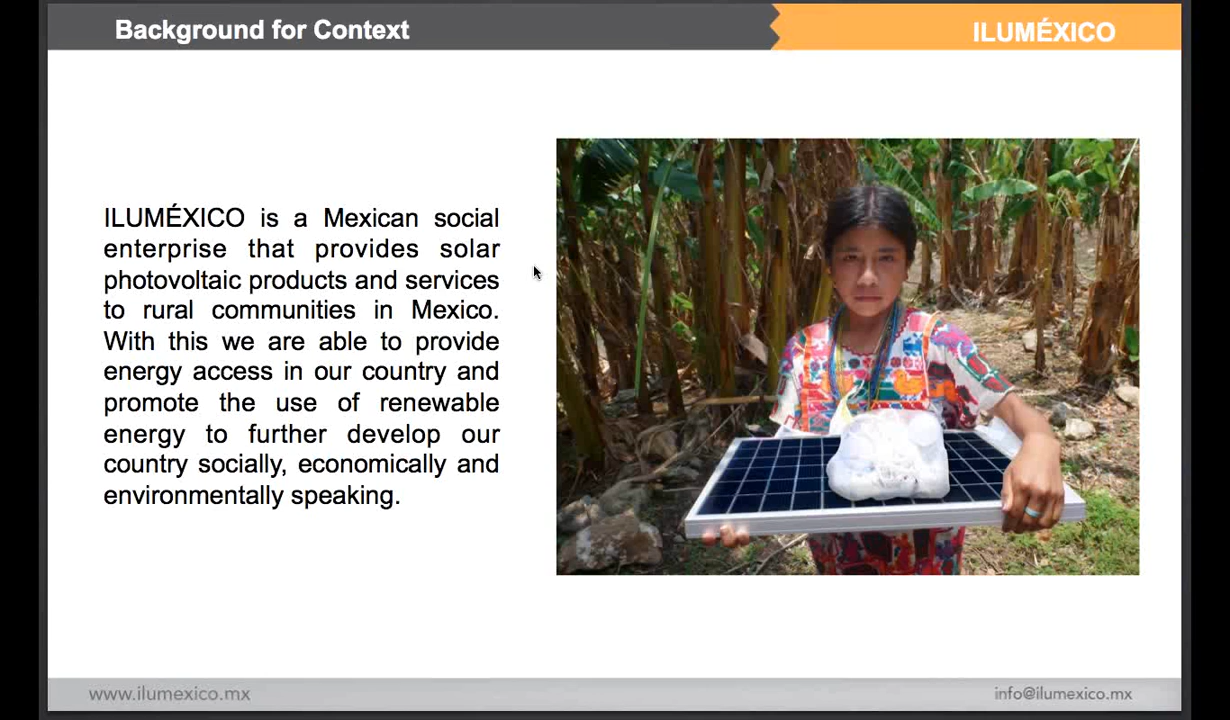 Background for Context
ILUMÉXICO
ILUMÉXICO is a Mexican social
enterprise that provides solar
photovoltaic products and services
to rural communities in Mexico.
With this we are able to provide
energy access in our country and
promote the use of renewable
energy to further develop our
country socially, economically and
environmentally speaking.
www.ilumexico.mx
info@ilumexico.mx